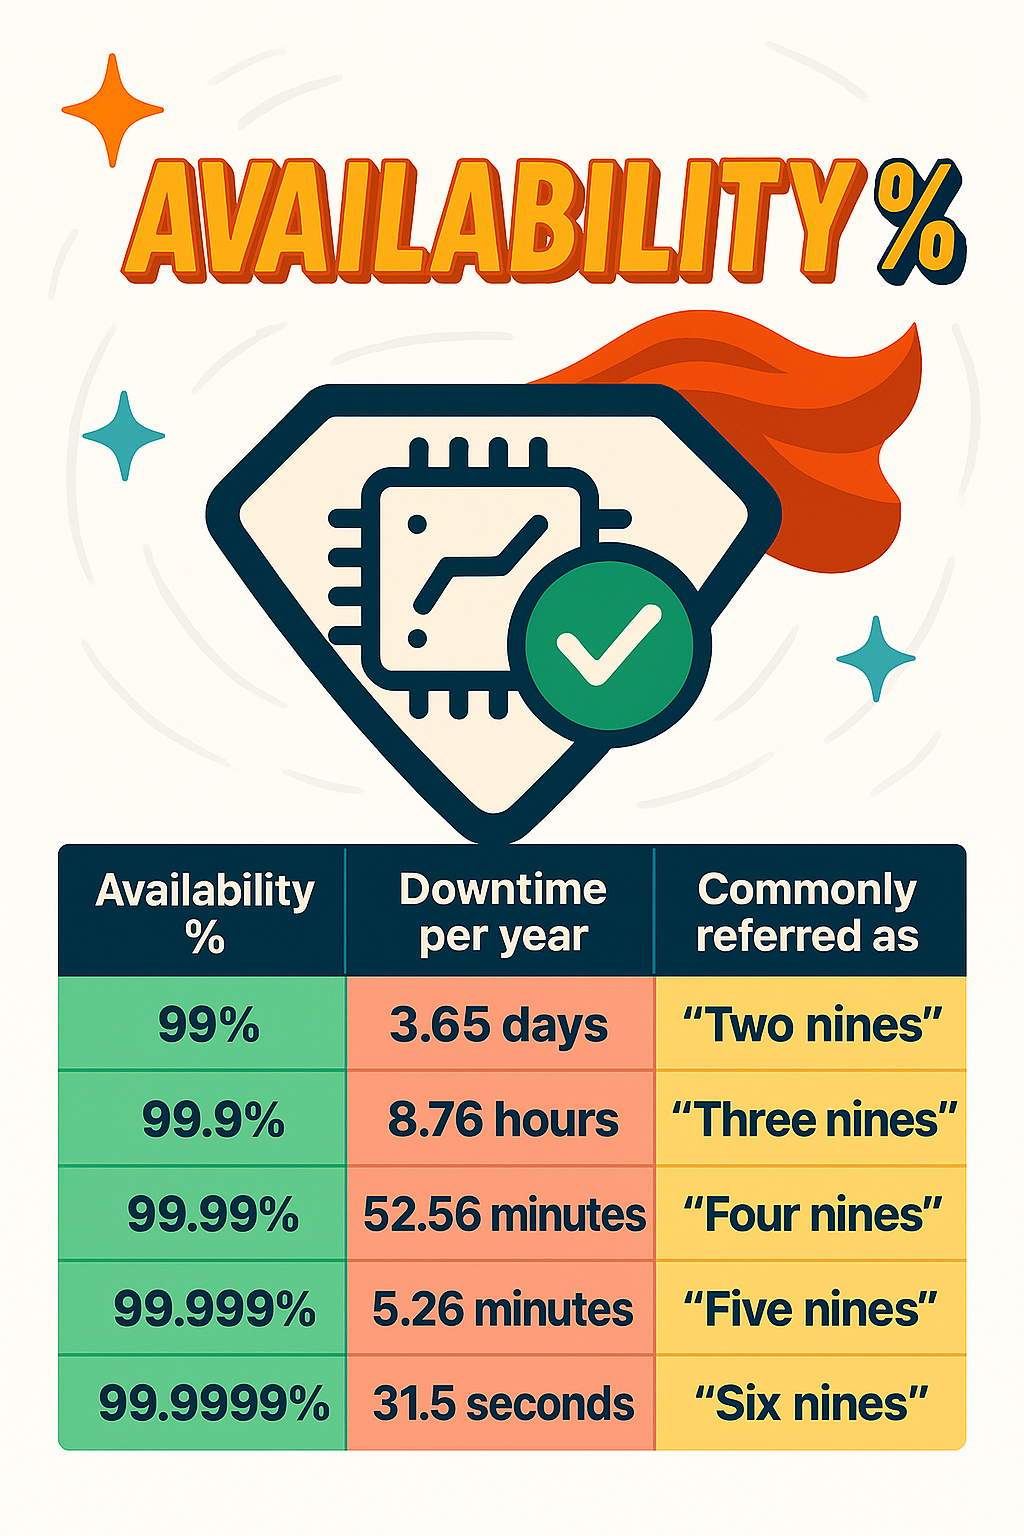 AVAILABILITY %
Availability
%
Downtime
per year
Commonly
referred as
99%
3.65 days
“Two nines”
99.9%
8.76 hours
“Three nines”
99.99%
52.56 minutes
“Four nines”
99.999%
5.26 minutes
“Five nines”
99.9999%
31.5 seconds
“Six nines”